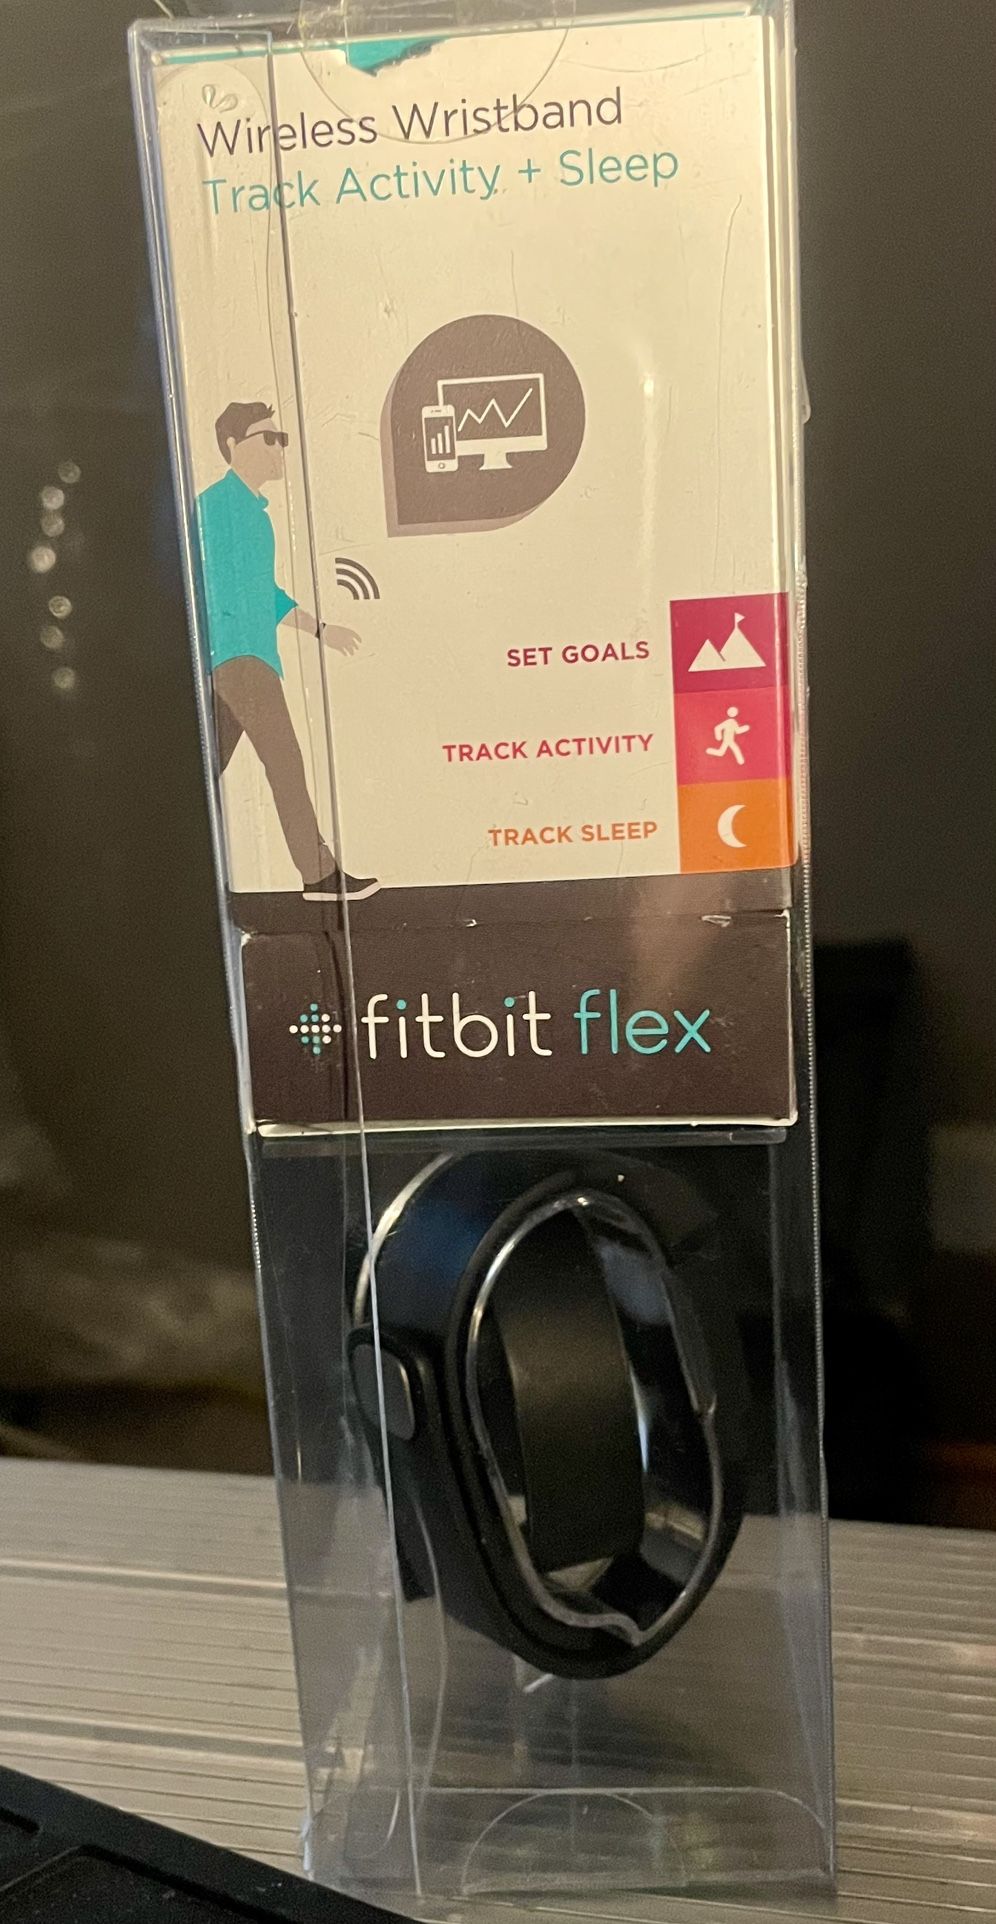 Wireless Wristband
Track Activity + Sleep
SET GOALS
TRACK ACTIVITY
TRACK SLEEP
fitbit flex